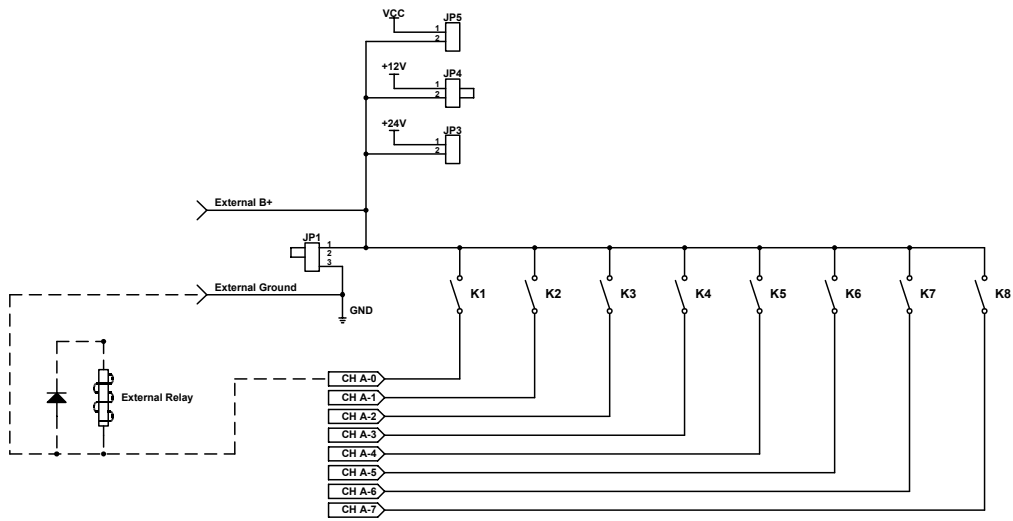 VCC
JP5
1
2
+12V
JP4
1
2
+24V
JP3
1
2
External B+
JP1
1
2
3
External Ground
GND
K1 K2 K3 K4 K5 K6 K7 K8
External Relay
CH A-0
CH A-1
CH A-2
CH A-3
CH A-4
CH A-5
CH A-6
CH A-7